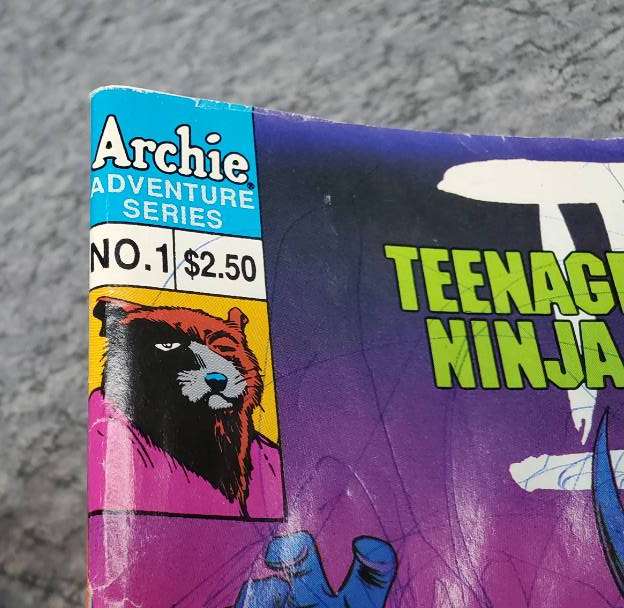 Archie
ADVENTURE
SERIES
NO.1 $2.50
TEENAG
NINJA